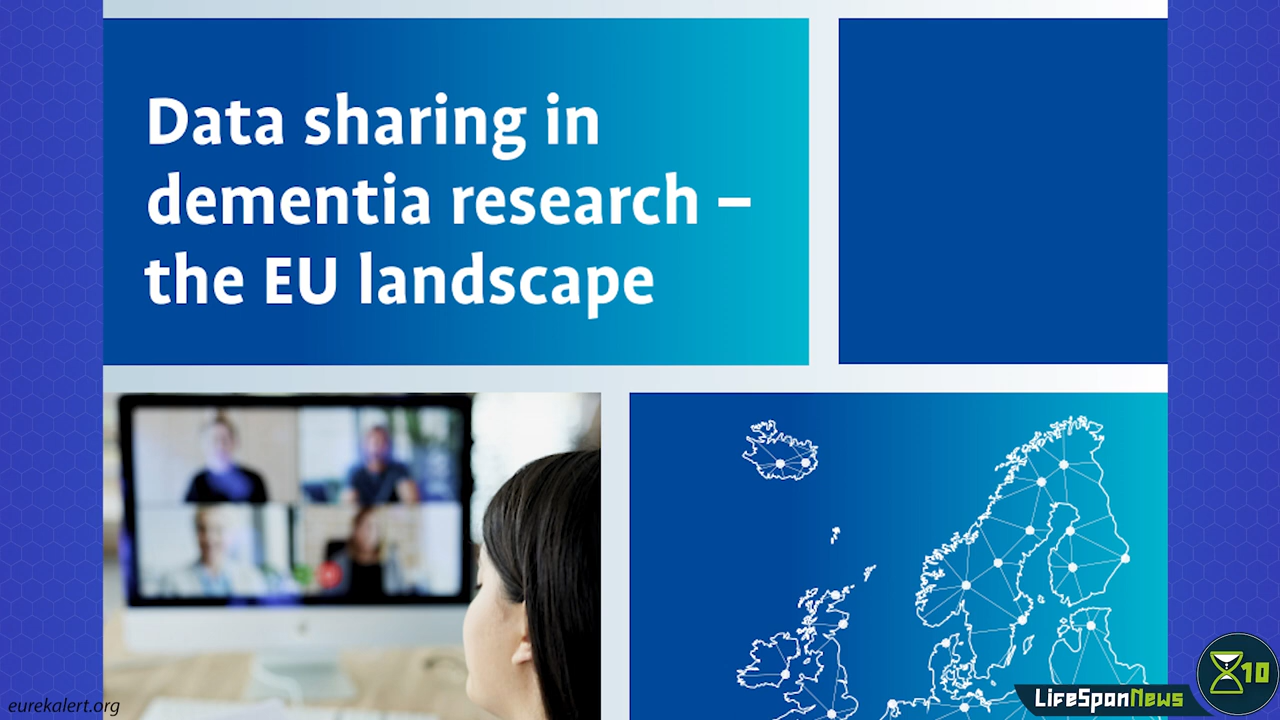 Data sharing in
dementia research –
the EU landscape
eurekalert.org
LifeSpanNews
10